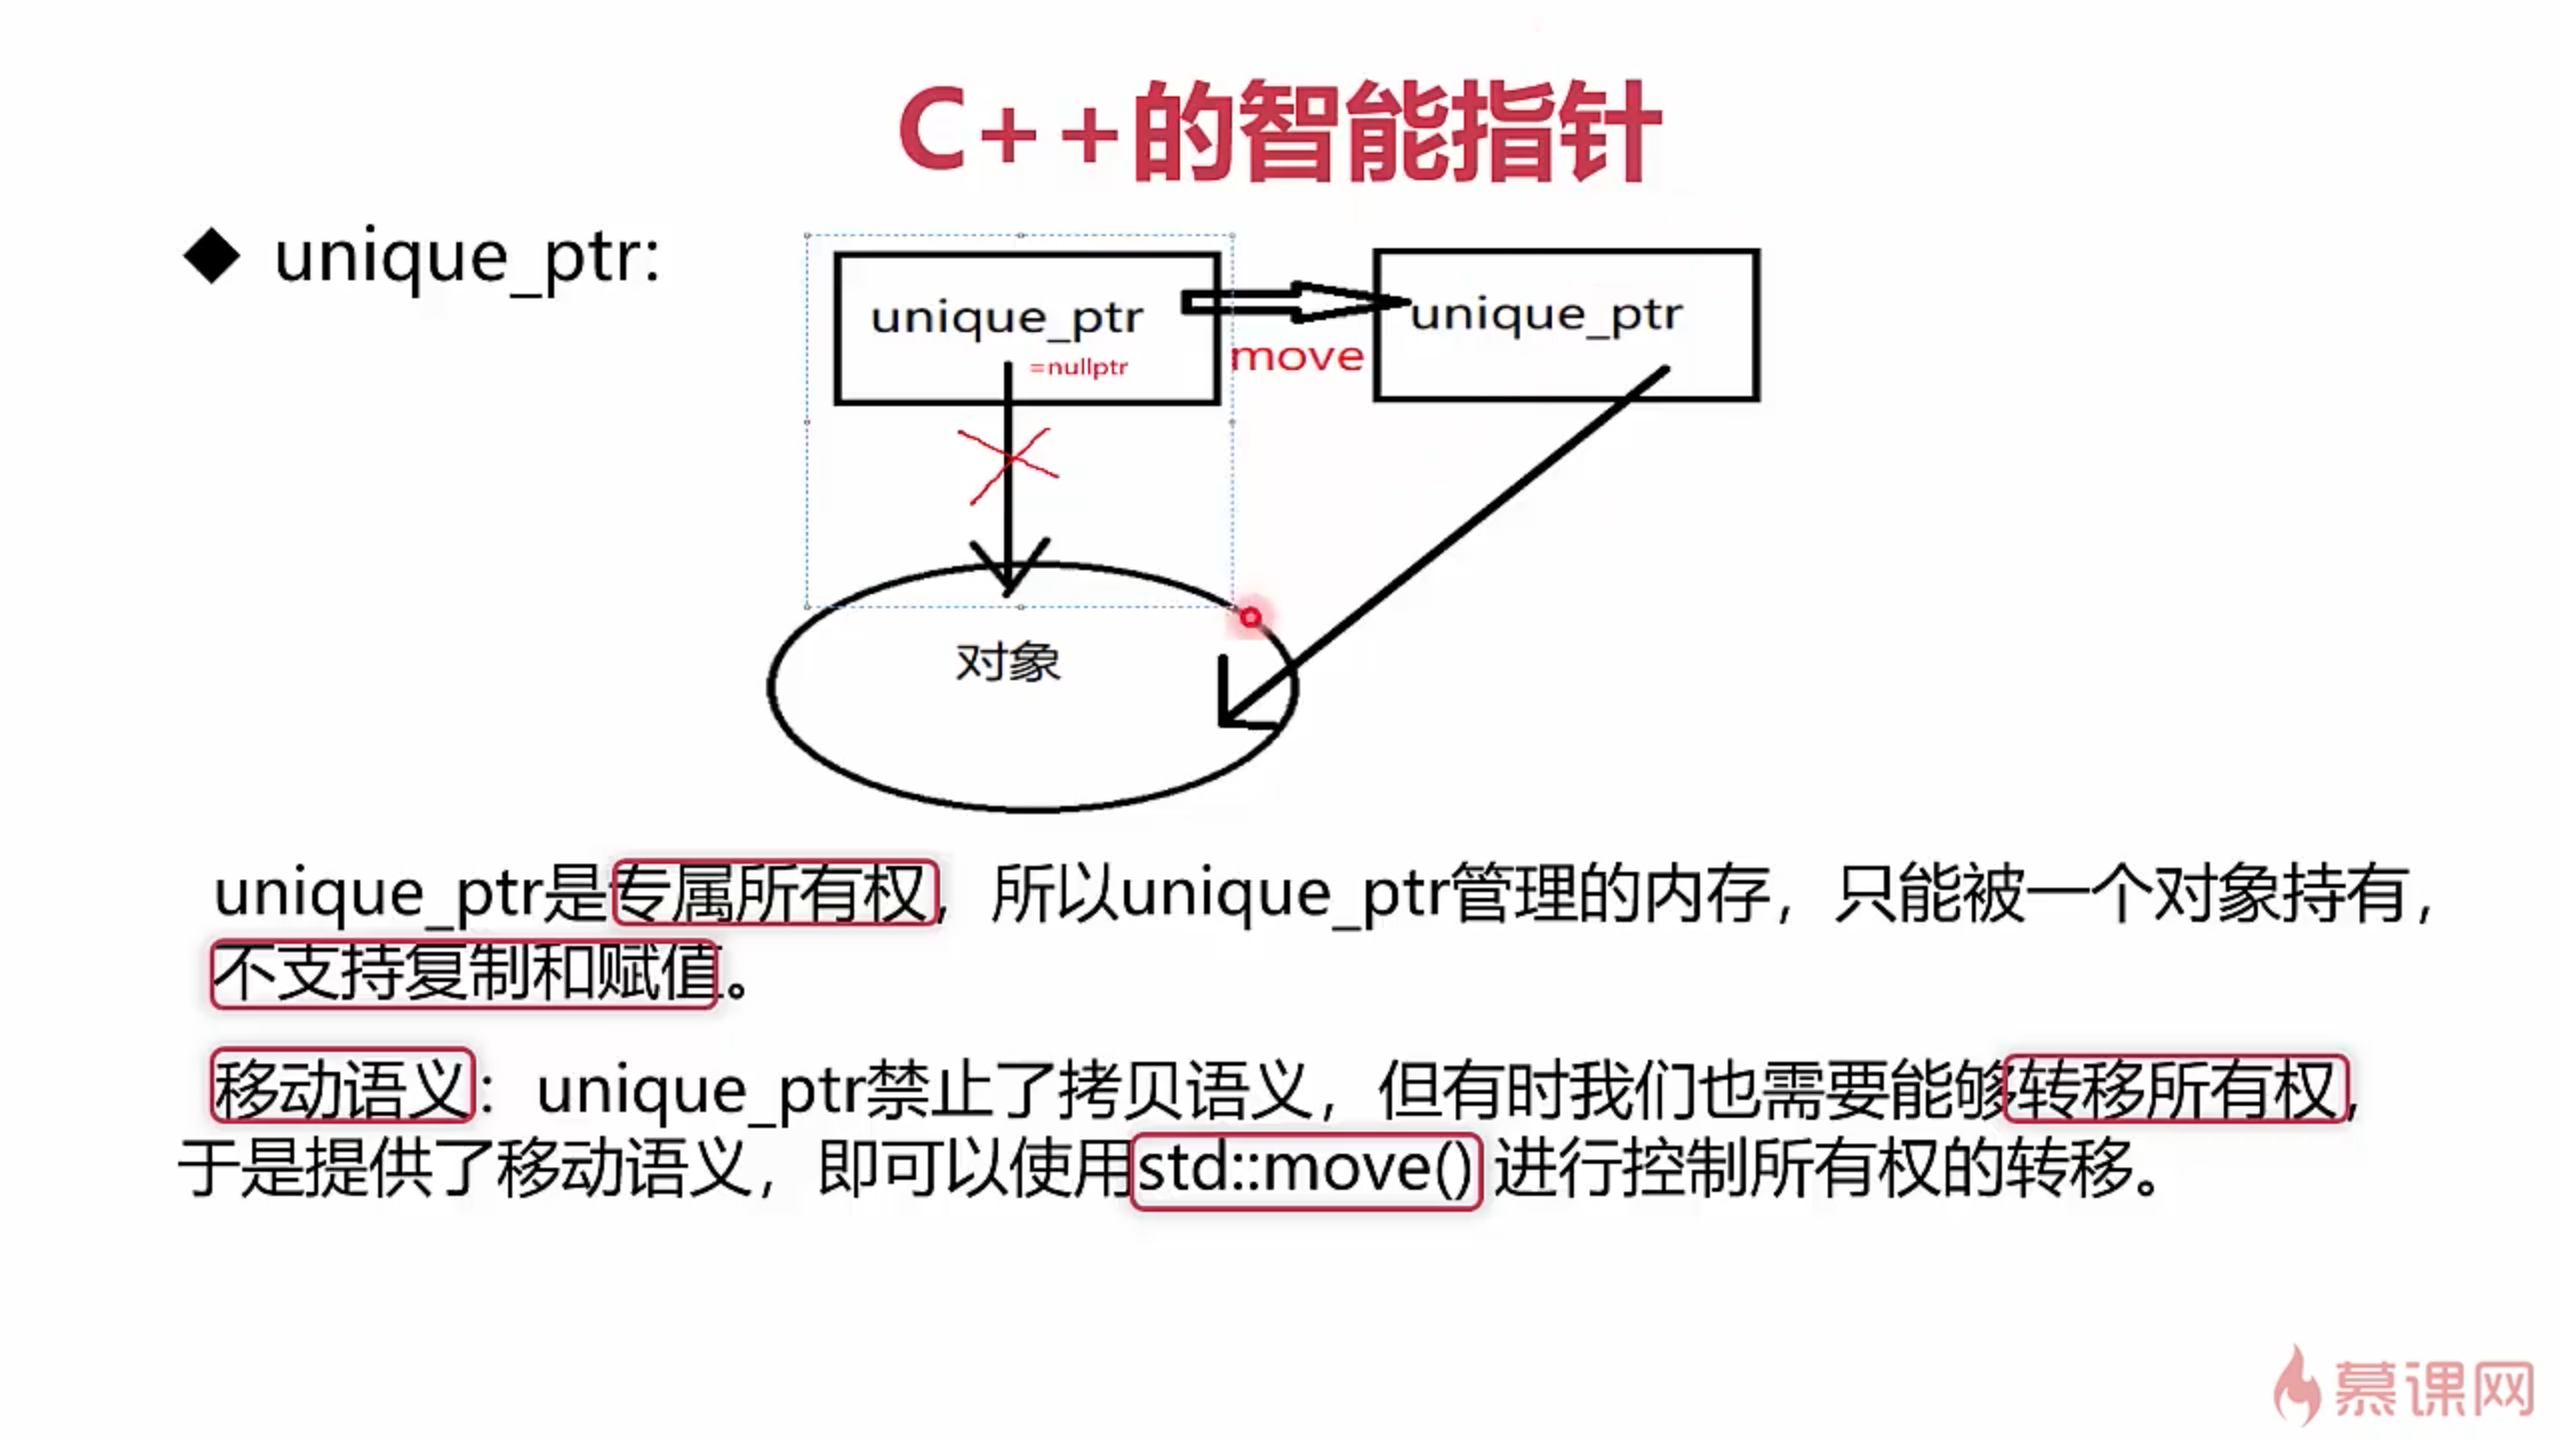 C++的智能指针
◆ unique_ptr:
unique_ptr
=nullptr
move
unique_ptr
对象
unique_ptr是专属所有权，所以unique_ptr管理的内存，只能被一个对象持有，
不支持复制和赋值。
移动语义：unique_ptr禁止了拷贝语义，但有时我们也需要能够转移所有权，
于是提供了移动语义，即可以使用std::move() 进行控制所有权的转移。
慕课网